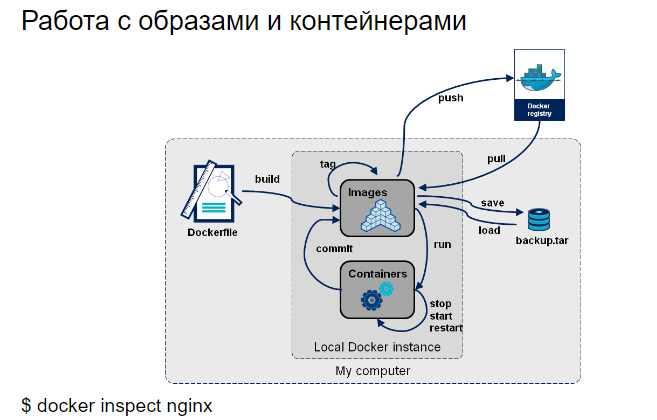 Работа с образами и контейнерами
Docker
registry
push
pull
tag
build
Images
save
load
Dockerfile
backup.tar
commit
run
Containers
stop
start
restart
Local Docker instance
My computer
$ docker inspect nginx